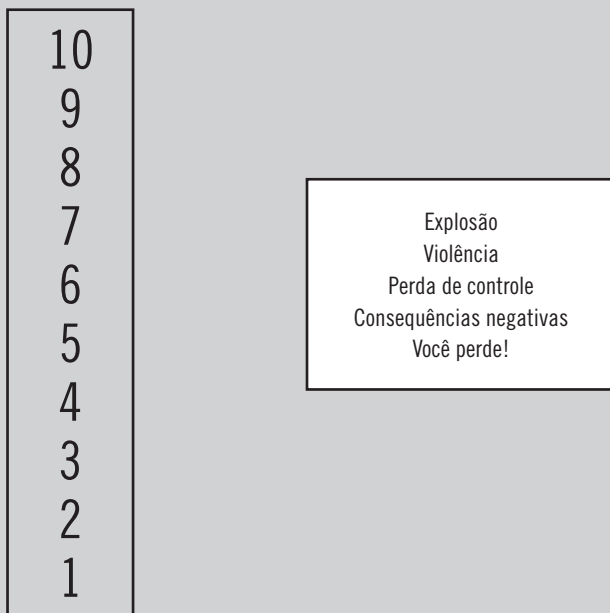 10
9
8
7
6
5
4
3
2
1
Explosão
Violência
Perda de controle
Consequências negativas
Você perde!